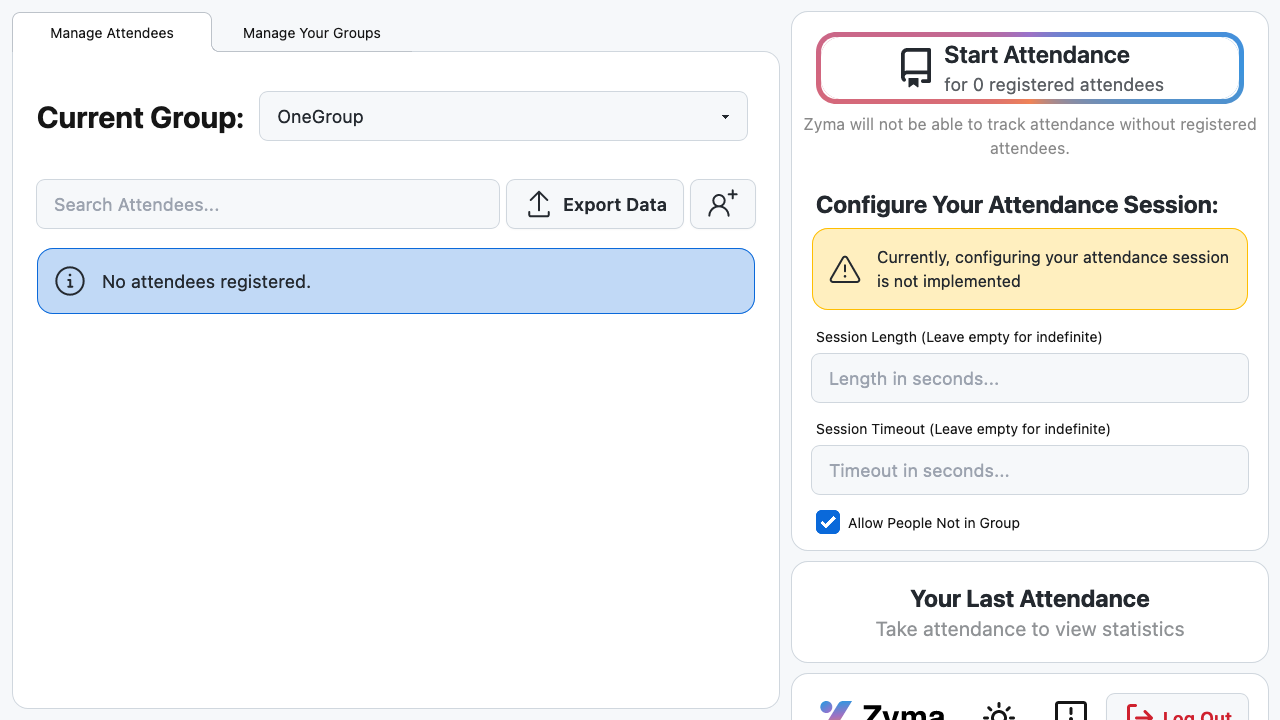 Manage Attendees
Manage Your Groups
Current Group:
OneGroup
Search Attendees...
Export Data
No attendees registered.
Start Attendance
for 0 registered attendees
Zyma will not be able to track attendance without registered
attendees.
Configure Your Attendance Session:
Currently, configuring your attendance session
is not implemented
Session Length (Leave empty for indefinite)
Length in seconds...
Session Timeout (Leave empty for indefinite)
Timeout in seconds...
Allow People Not in Group
Your Last Attendance
Take attendance to view statistics
Zyma
Log Out